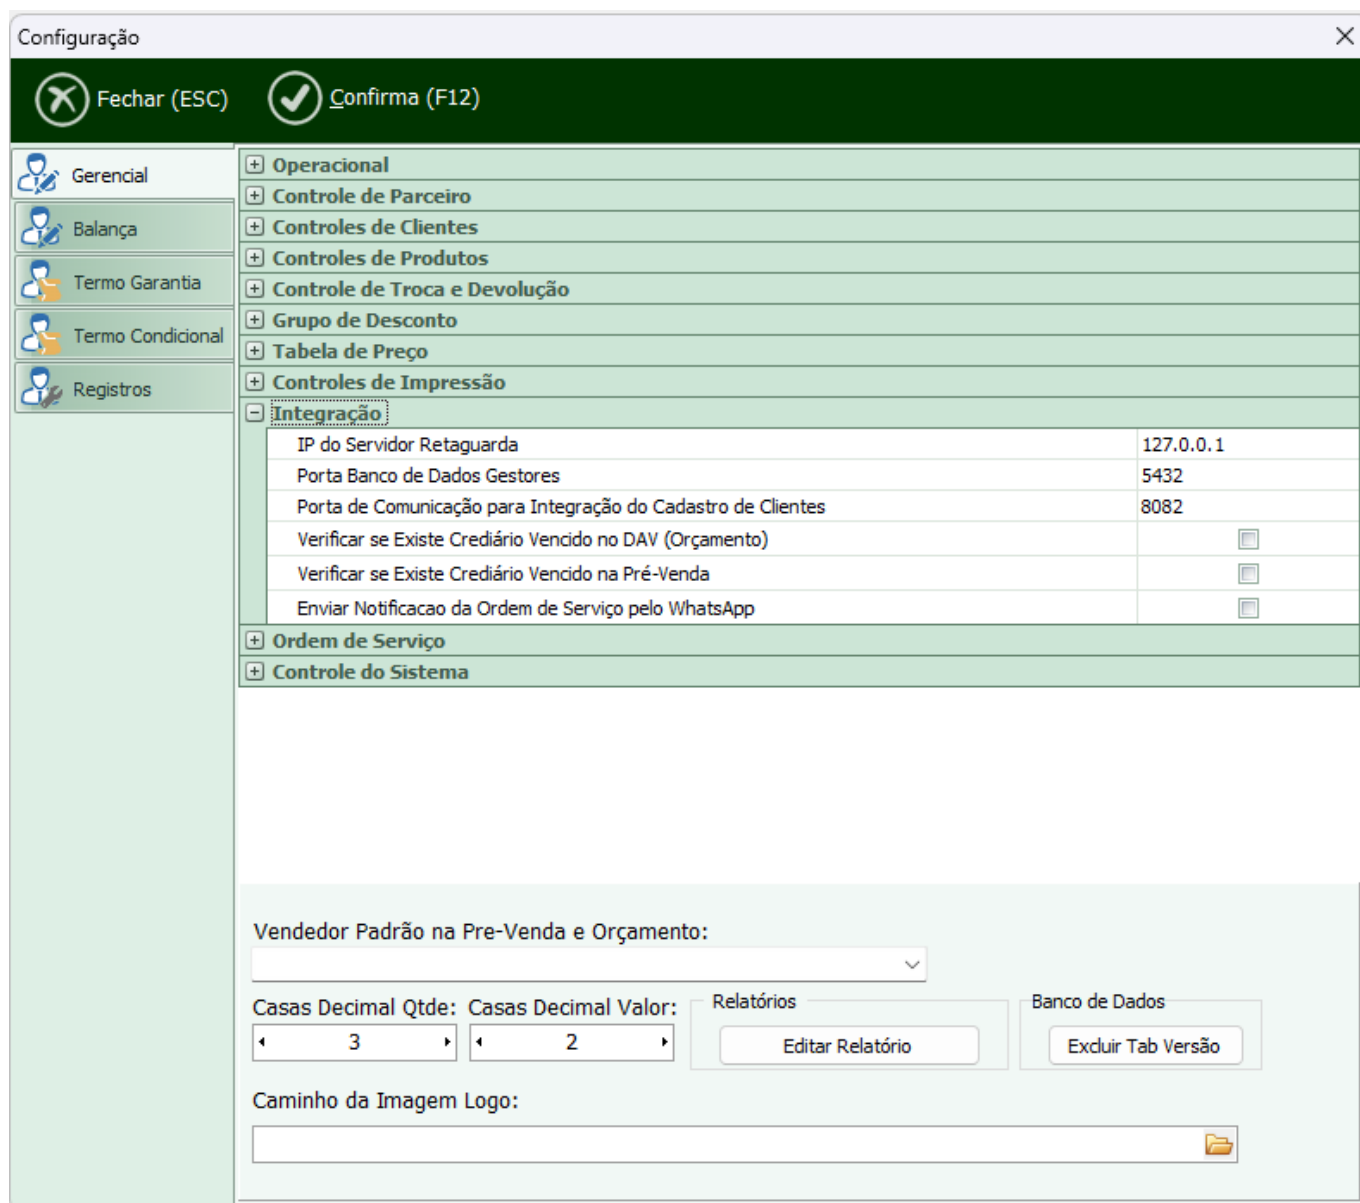 Configuração
Fechar (ESC) Confirma (F12)
Gerencial
Balança
Termo Garantia
Termo Condicional
Registros
Operacional
Controle de Parceiro
Controles de Clientes
Controles de Produtos
Controle de Troca e Devolução
Grupo de Desconto
Tabela de Preço
Controles de Impressão
Integração
IP do Servidor Retaguarda 127.0.0.1
Porta Banco de Dados Gestores 5432
Porta de Comunicação para Integração do Cadastro de Clientes 8082
Verificar se Existe Crediário Vencido no DAV (Orçamento)
Verificar se Existe Crediário Vencido na Pré-Venda
Enviar Notificacao da Ordem de Serviço pelo WhatsApp
Ordem de Serviço
Controle do Sistema
Vendedor Padrão na Pre-Venda e Orçamento:
Casas Decimal Qtde: Casas Decimal Valor: Relatórios Banco de Dados
3 2 Editar Relatório Excluir Tab Versão
Caminho da Imagem Logo: